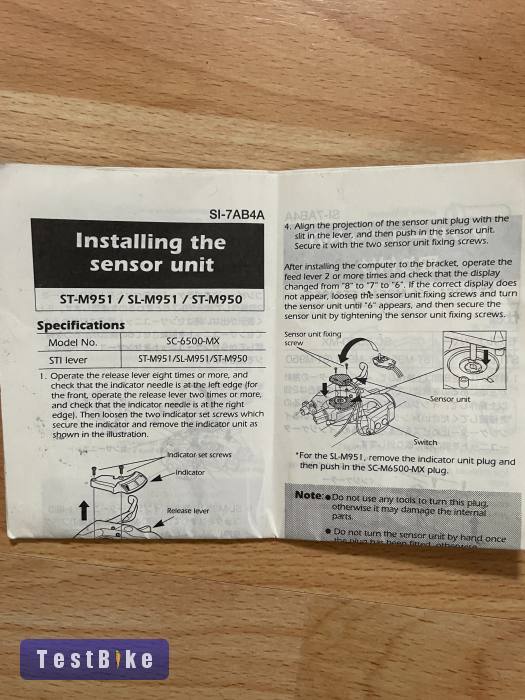 SI-7AB4A
Installing the
sensor unit
ST-M951 / SL-M951 / ST-M950
Specifications
Model No. SC-6500-MX
STI lever ST-M951/SL-M951/ST-M950
1. Operate the release lever eight times or more, and
check that the indicator needle is at the left edge (for
the front, operate the release lever two times or more,
and check that the indicator needle is at the right
edge). Then loosen the two indicator set screws which
secure the indicator and remove the indicator unit as
shown in the illustration.
Indicator set screws
Indicator
Release lever
4. Align the projection of the sensor unit plug with the
slit in the lever, and then push in the sensor unit.
Secure it with the two sensor unit fixing screws.
After installing the computer to the bracket, operate the
feed lever 2 or more times and check that the display
changed from "8" to "7" to "6". If the correct display does
not appear, loosen the sensor unit fixing screws and turn
the sensor unit until "6" appears, and then secure the
sensor unit by tightening the sensor unit fixing screws.
Sensor unit fixing
screw
Sensor unit
Switch
*For the SL-M951, remove the indicator unit plug and
then push in the SC-M6500-MX plug.
Note: ● Do not use any tools to turn this plug,
otherwise it may damage the internal
parts.
● Do not turn the sensor unit by hand once
the plug has been fitted, otherwise
TestBike